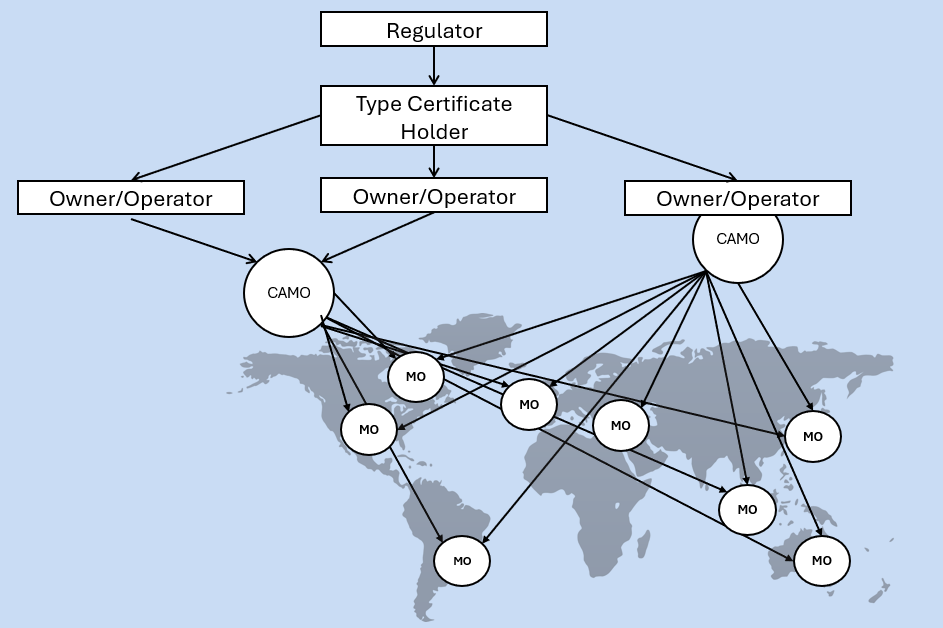 Regulator
Type Certificate
Holder
Owner/Operator
Owner/Operator
Owner/Operator
CAMO
CAMO
MO
MO
MO
MO
MO
MO
MO
MO